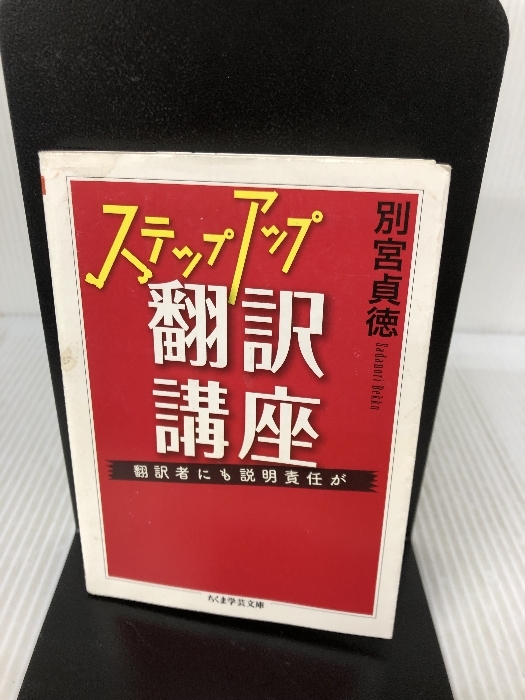 ステップアップ
翻訳
講座
翻訳者にも説明責任が
別宮貞徳
Sadanori Bekku
ちくま学芸文庫